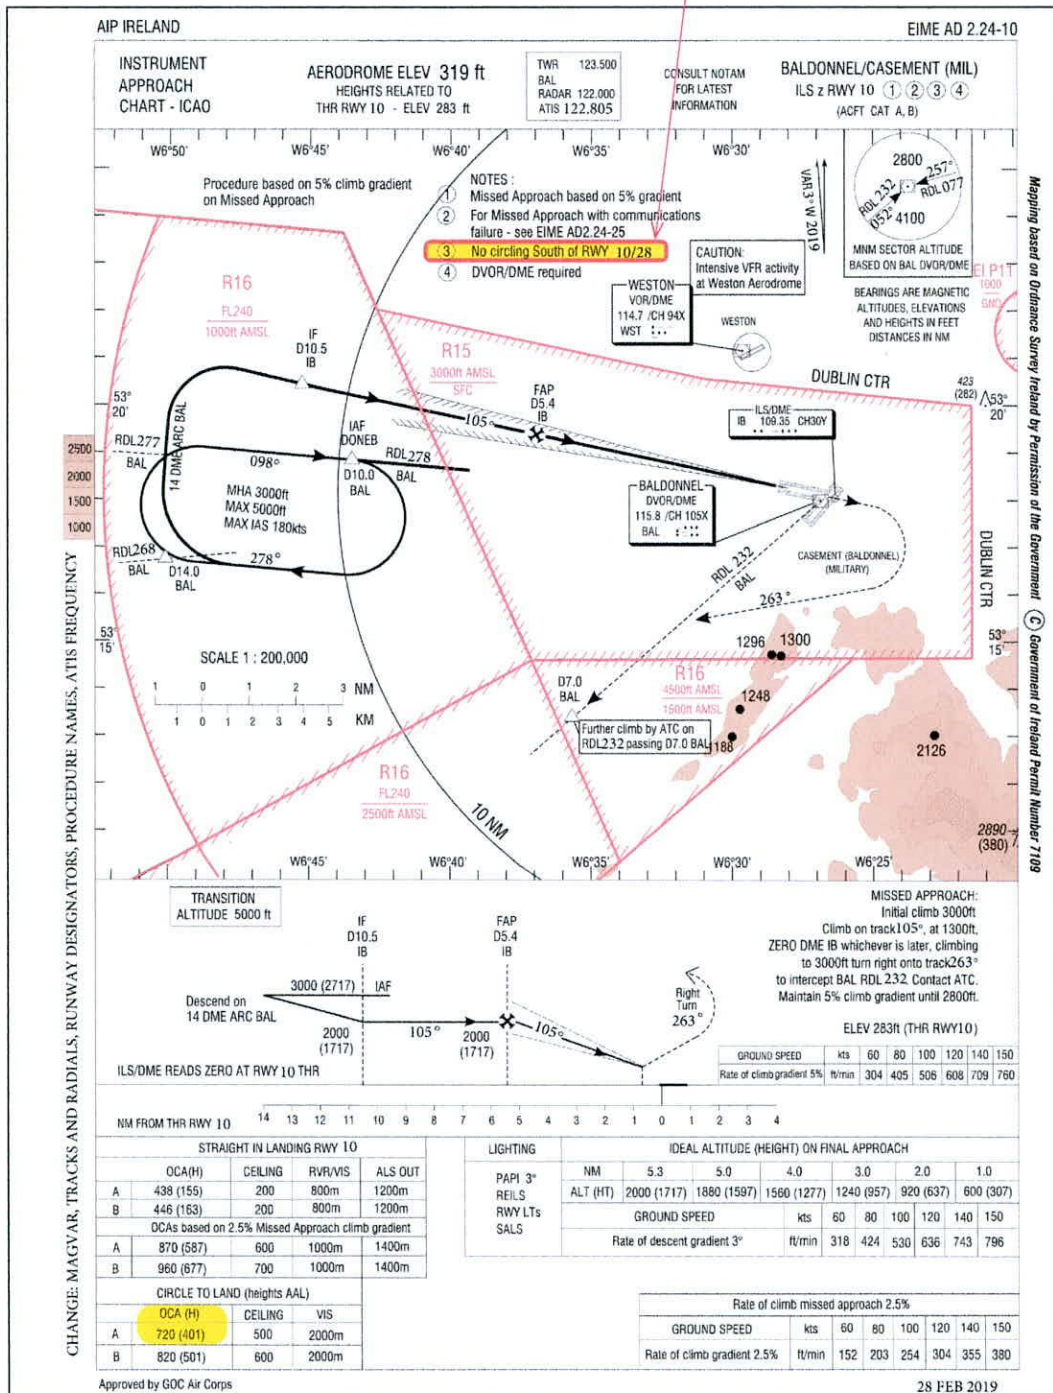 AIP IRELAND
EIME AD 2.24-10
INSTRUMENT
APPROACH
CHART - ICAO
AERODROME ELEV 319 ft
HEIGHTS RELATED TO
THR RWY 10 - ELEV 283 ft
TWR 123.500
BAL
RADAR 122.000
ATIS 122.805
CONSULT NOTAM
FOR LATEST
INFORMATION
BALDONNEL/CASEMENT (MIL)
ILS z RWY 10 ① ② ③ ④
(ACFT CAT A, B)
W6°50'
W6°45'
W6°40'
W6°35'
W6°30'
Procedure based on 5% climb gradient
on Missed Approach
NOTES :
① Missed Approach based on 5% gradient
② For Missed Approach with communications
failure - see EIME AD2.24-25
③ No circling South of RWY 10/28
④ DVOR/DME required
CAUTION:
Intensive VFR activity
at Weston Aerodrome
VAR 3° W 2019
2800
257°
RDL 077
RDL 232
052°
4100
MNM SECTOR ALTITUDE
BASED ON BAL DVOR/DME
BEARINGS ARE MAGNETIC
ALTITUDES, ELEVATIONS
AND HEIGHTS IN FEET
DISTANCES IN NM
EI P11
1000
GND
R16
FL240
1000ft AMSL
WESTON
VOR/DME
114.7 /CH 94X
WST
WESTON
IF
D10.5
IB
R15
3000ft AMSL
SFC
DUBLIN CTR
423
(282)
53°
20'
53°
20'
FAP
D5.4
IB
105°
ILS/DME
IB 109.35 CH30Y
14 DME ARC BAL
IAF
DONEB
RDL277
BAL
098°
RDL278
BAL
D10.0
BAL
2500
2000
1500
1000
MHA 3000ft
MAX 5000ft
MAX IAS 180kts
BALDONNEL
DVOR/DME
115.8 /CH 105X
BAL
RDL268
BAL
D14.0
BAL
278°
RDL 232
BAL
CASEMENT (BALDONNEL)
(MILITARY)
DUBLIN CTR
263°
53°
15'
53°
15'
SCALE 1 : 200,000
1 0 1 2 3 NM
1 0 1 2 3 4 5 KM
1296
1300
D7.0
BAL
R16
4500ft AMSL
1500ft AMSL
1248
Further climb by ATC on
RDL232 passing D7.0 BAL
1188
2126
R16
FL240
2500ft AMSL
10 NM
2890
(380)
W6°45'
W6°40'
W6°35'
W6°30'
W6°25'
CHANGE: MAGVAR, TRACKS AND RADIALS, RUNWAY DESIGNATORS, PROCEDURE NAMES, ATIS FREQUENCY
Mapping based on Ordnance Survey Ireland by Permission of the Government © Government of Ireland Permit Number 7109
TRANSITION
ALTITUDE 5000 ft
IF
D10.5
IB
FAP
D5.4
IB
MISSED APPROACH:
Initial climb 3000ft
Climb on track105°, at 1300ft,
ZERO DME IB whichever is later, climbing
to 3000ft turn right onto track263°
to intercept BAL RDL 232. Contact ATC.
Maintain 5% climb gradient until 2800ft.
3000 (2717) IAF
Descend on
14 DME ARC BAL
2000
(1717)
105°
2000
(1717)
105°
Right
Turn
263°
ILS/DME READS ZERO AT RWY 10 THR
ELEV 283ft (THR RWY10)
GROUND SPEED kts 60 80 100 120 140 150
Rate of climb gradient 5% ft/min 304 405 506 608 709 760
NM FROM THR RWY 10 14 13 12 11 10 9 8 7 6 5 4 3 2 1 0 1 2 3 4
STRAIGHT IN LANDING RWY 10
OCA(H) CEILING RVR/VIS ALS OUT
A 438 (155) 200 800m 1200m
B 446 (163) 200 800m 1200m
OCAs based on 2.5% Missed Approach climb gradient
A 870 (587) 600 1000m 1400m
B 960 (677) 700 1000m 1400m
CIRCLE TO LAND (heights AAL)
OCA (H) CEILING VIS
A 720 (401) 500 2000m
B 820 (501) 600 2000m
LIGHTING
PAPI 3°
REILS
RWY LTs
SALS
IDEAL ALTITUDE (HEIGHT) ON FINAL APPROACH
NM 5.3 5.0 4.0 3.0 2.0 1.0
ALT (HT) 2000 (1717) 1880 (1597) 1560 (1277) 1240 (957) 920 (637) 600 (307)
GROUND SPEED kts 60 80 100 120 140 150
Rate of descent gradient 3° ft/min 318 424 530 636 743 796
Rate of climb missed approach 2.5%
GROUND SPEED kts 60 80 100 120 140 150
Rate of climb gradient 2.5% ft/min 152 203 254 304 355 380
Approved by GOC Air Corps
28 FEB 2019